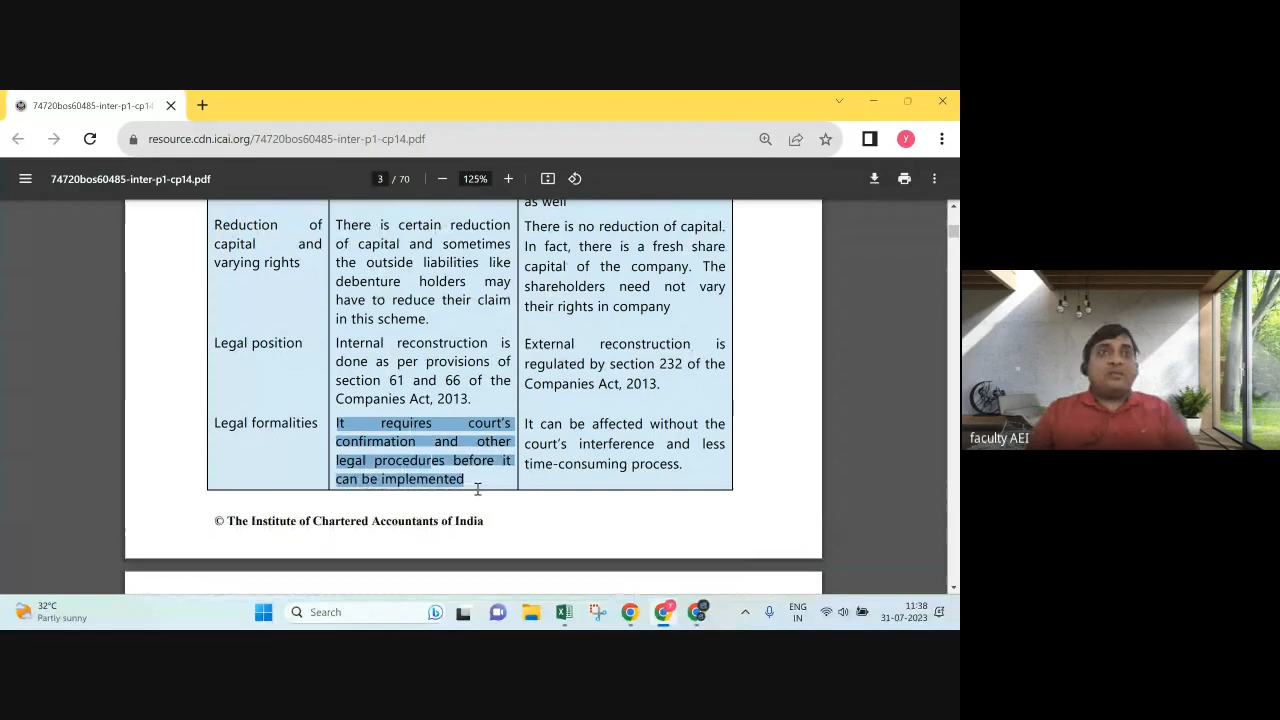 74720bos60485-inter-p1-cp14
resource.cdn.icai.org/74720bos60485-inter-p1-cp14.pdf
y
74720bos60485-inter-p1-cp14.pdf
3 / 70
125%
as well
Reduction of
capital and
varying rights
There is certain reduction
of capital and sometimes
the outside liabilities like
debenture holders may
have to reduce their claim
in this scheme.
There is no reduction of capital.
In fact, there is a fresh share
capital of the company. The
shareholders need not vary
their rights in company
Legal position
Internal reconstruction is
done as per provisions of
section 61 and 66 of the
Companies Act, 2013.
External reconstruction is
regulated by section 232 of the
Companies Act, 2013.
Legal formalities
It requires court's
confirmation and other
legal procedures before it
can be implemented
It can be affected without the
court's interference and less
time-consuming process.
© The Institute of Chartered Accountants of India
faculty AEI
32°C
Partly sunny
Search
ENG
IN
11:38
31-07-2023